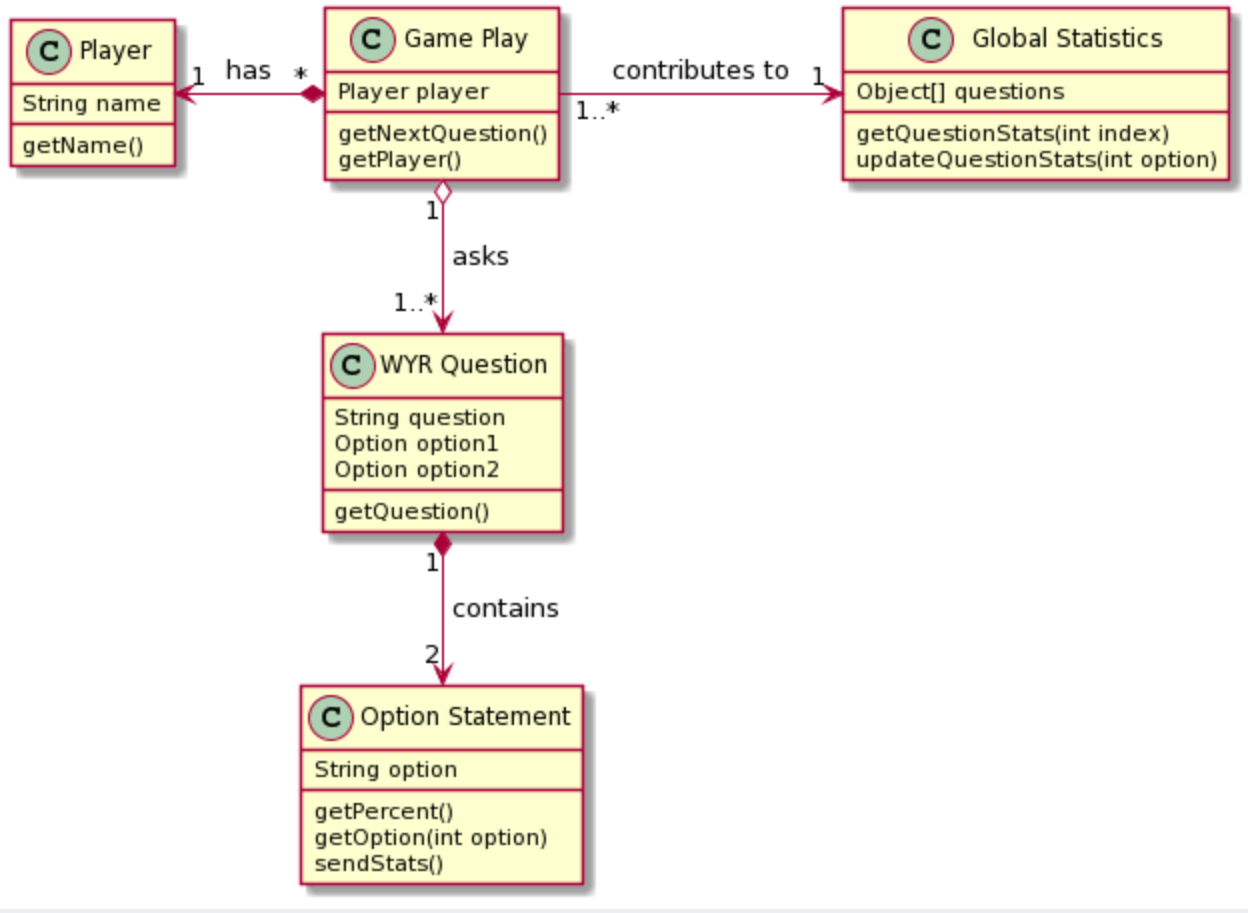 C Player
String name
getName()
1 has *
C Game Play
Player player
getNextQuestion()
getPlayer()
contributes to 1
1..*
C Global Statistics
Object[] questions
getQuestionStats(int index)
updateQuestionStats(int option)
1
asks
1..*
C WYR Question
String question
Option option1
Option option2
getQuestion()
1
contains
2
C Option Statement
String option
getPercent()
getOption(int option)
sendStats()